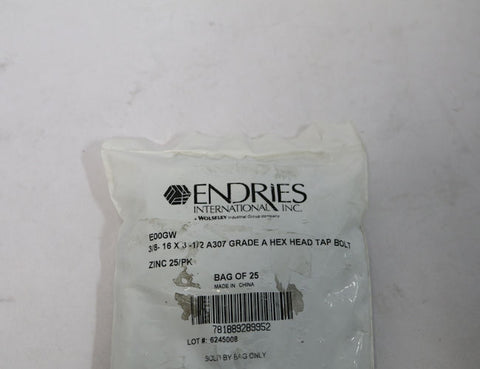 ENDRIES
INTERNATIONAL, INC.
A WOLSELEY Industrial Group company
E00GW
3/8- 16 X 3 -1/2 A307 GRADE A HEX HEAD TAP BOLT
ZINC 25/PK
BAG OF 25
MADE IN CHINA
781889289952
LOT #: 6245008
SOLD BY BAG ONLY